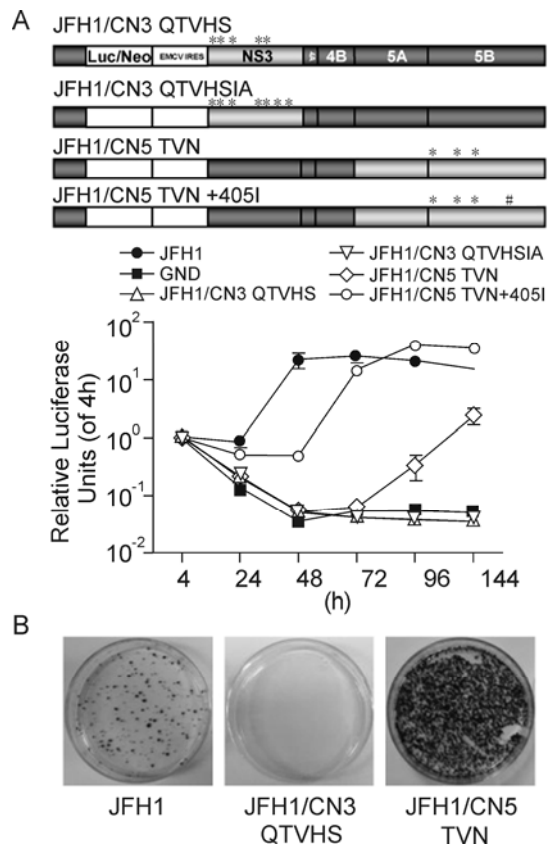 A
JFH1/CN3 QTVHS
*** **
Luc/Neo EMCV IRES NS3 4B 5A 5B
JFH1/CN3 QTVHSIA
*** ****
JFH1/CN5 TVN
* * *
JFH1/CN5 TVN +405I
* * * #
JFH1
GND
JFH1/CN3 QTVHS
JFH1/CN3 QTVHSIA
JFH1/CN5 TVN
JFH1/CN5 TVN+405I
Relative Luciferase
Units (of 4h)
10²
10¹
10⁰
10⁻¹
10⁻²
4 24 48 72 96 144
(h)
B
JFH1
JFH1/CN3
QTVHS
JFH1/CN5
TVN